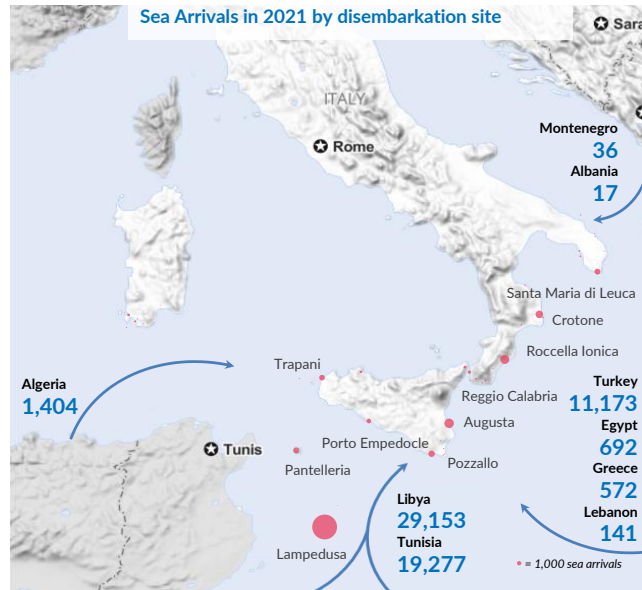 Sea Arrivals in 2021 by disembarkation site
Sara
ITALY
Rome
Montenegro
36
Albania
17
Santa Maria di Leuca
Crotone
Roccella Ionica
Trapani
Algeria
1,404
Reggio Calabria
Turkey
11,173
Augusta
Egypt
692
Tunis
Porto Empedocle
Pozzallo
Pantelleria
Greece
572
Libya
29,153
Lebanon
141
Tunisia
19,277
Lampedusa
= 1,000 sea arrivals